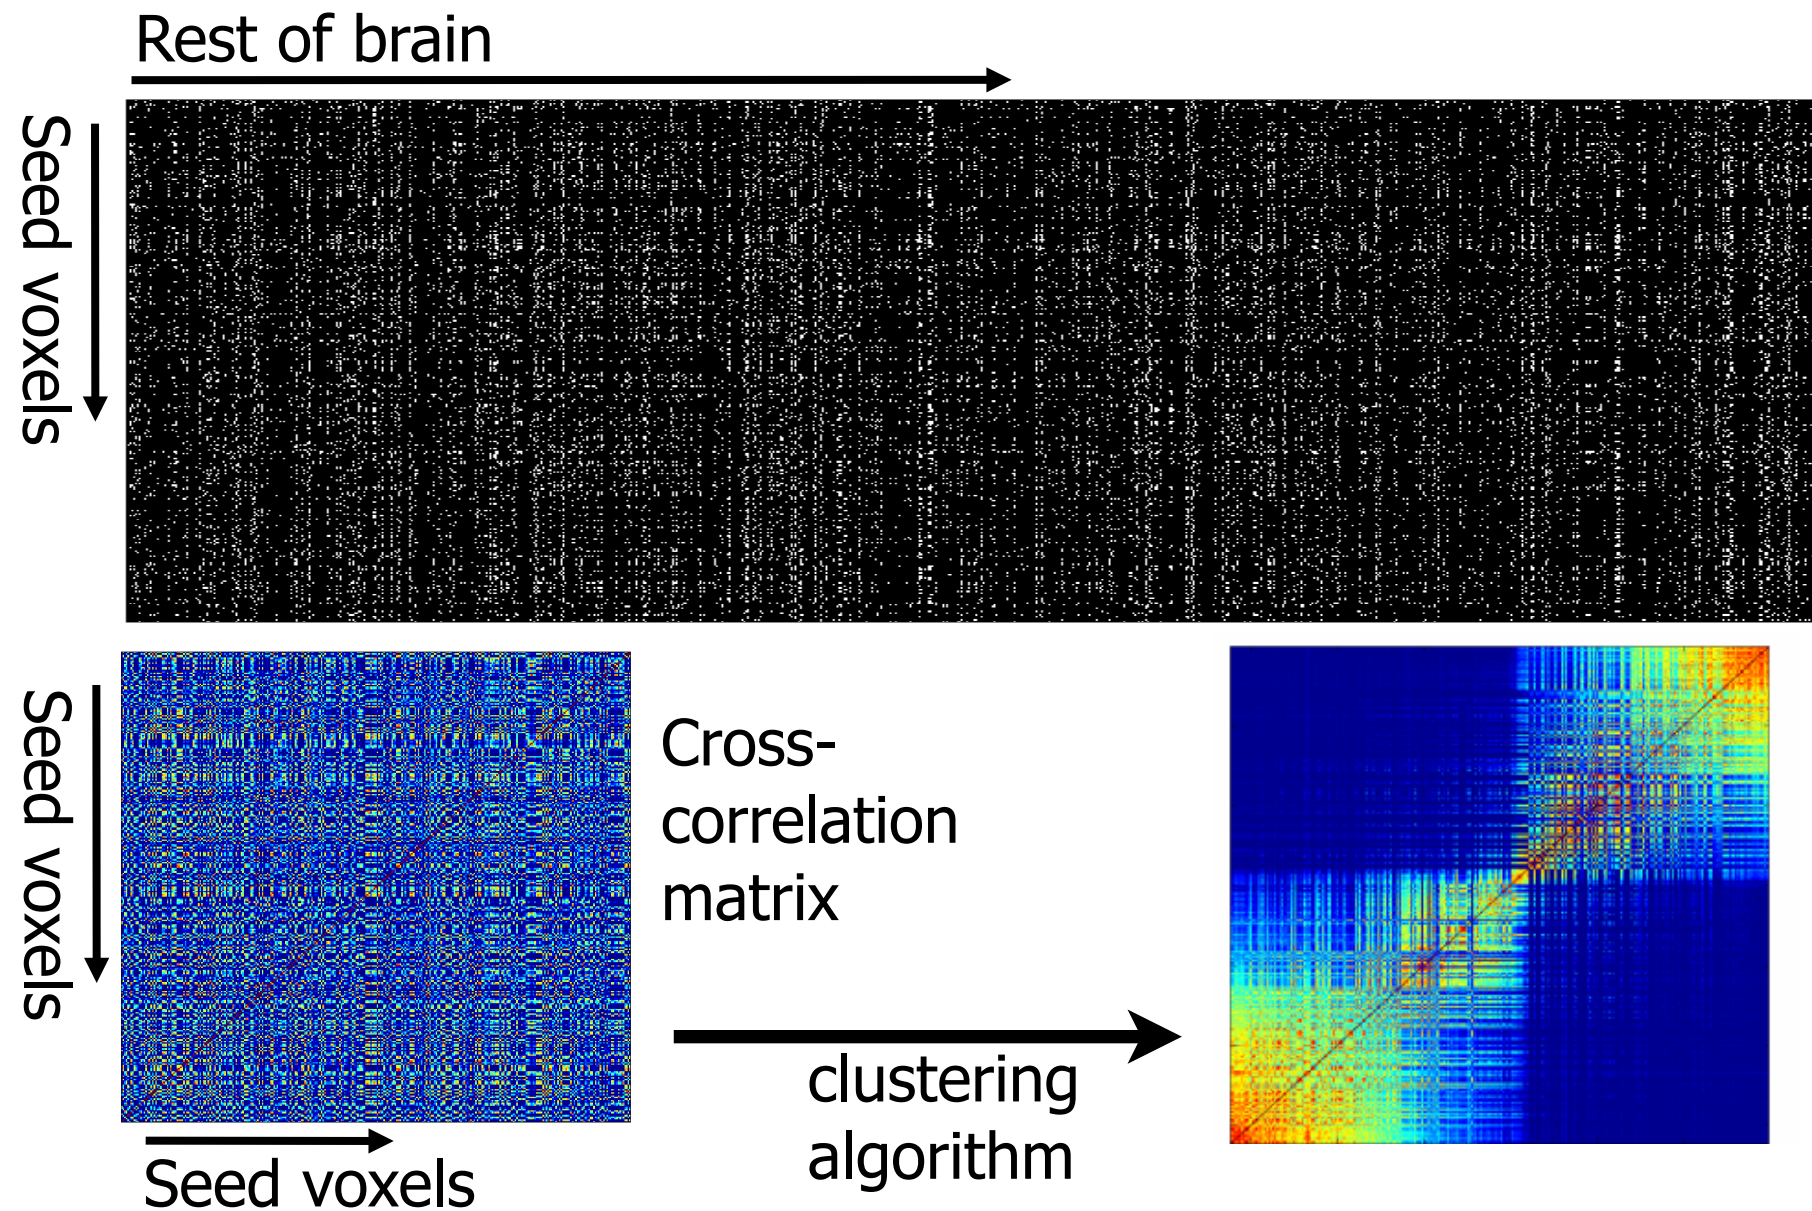 Rest of brain
Seed voxels
Seed voxels
Cross-
correlation
matrix
clustering
algorithm
Seed voxels